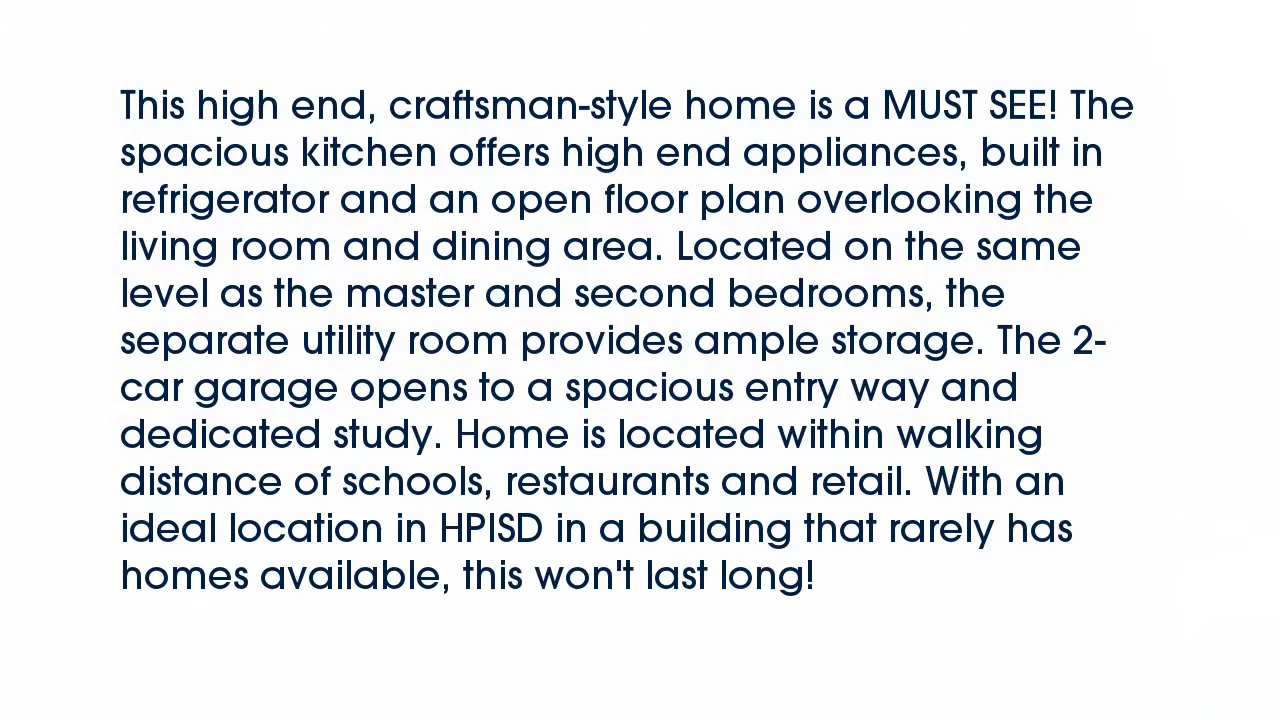 This high end, craftsman-style home is a MUST SEE! The
spacious kitchen offers high end appliances, built in
refrigerator and an open floor plan overlooking the
living room and dining area. Located on the same
level as the master and second bedrooms, the
separate utility room provides ample storage. The 2-
car garage opens to a spacious entry way and
dedicated study. Home is located within walking
distance of schools, restaurants and retail. With an
ideal location in HPISD in a building that rarely has
homes available, this won't last long!